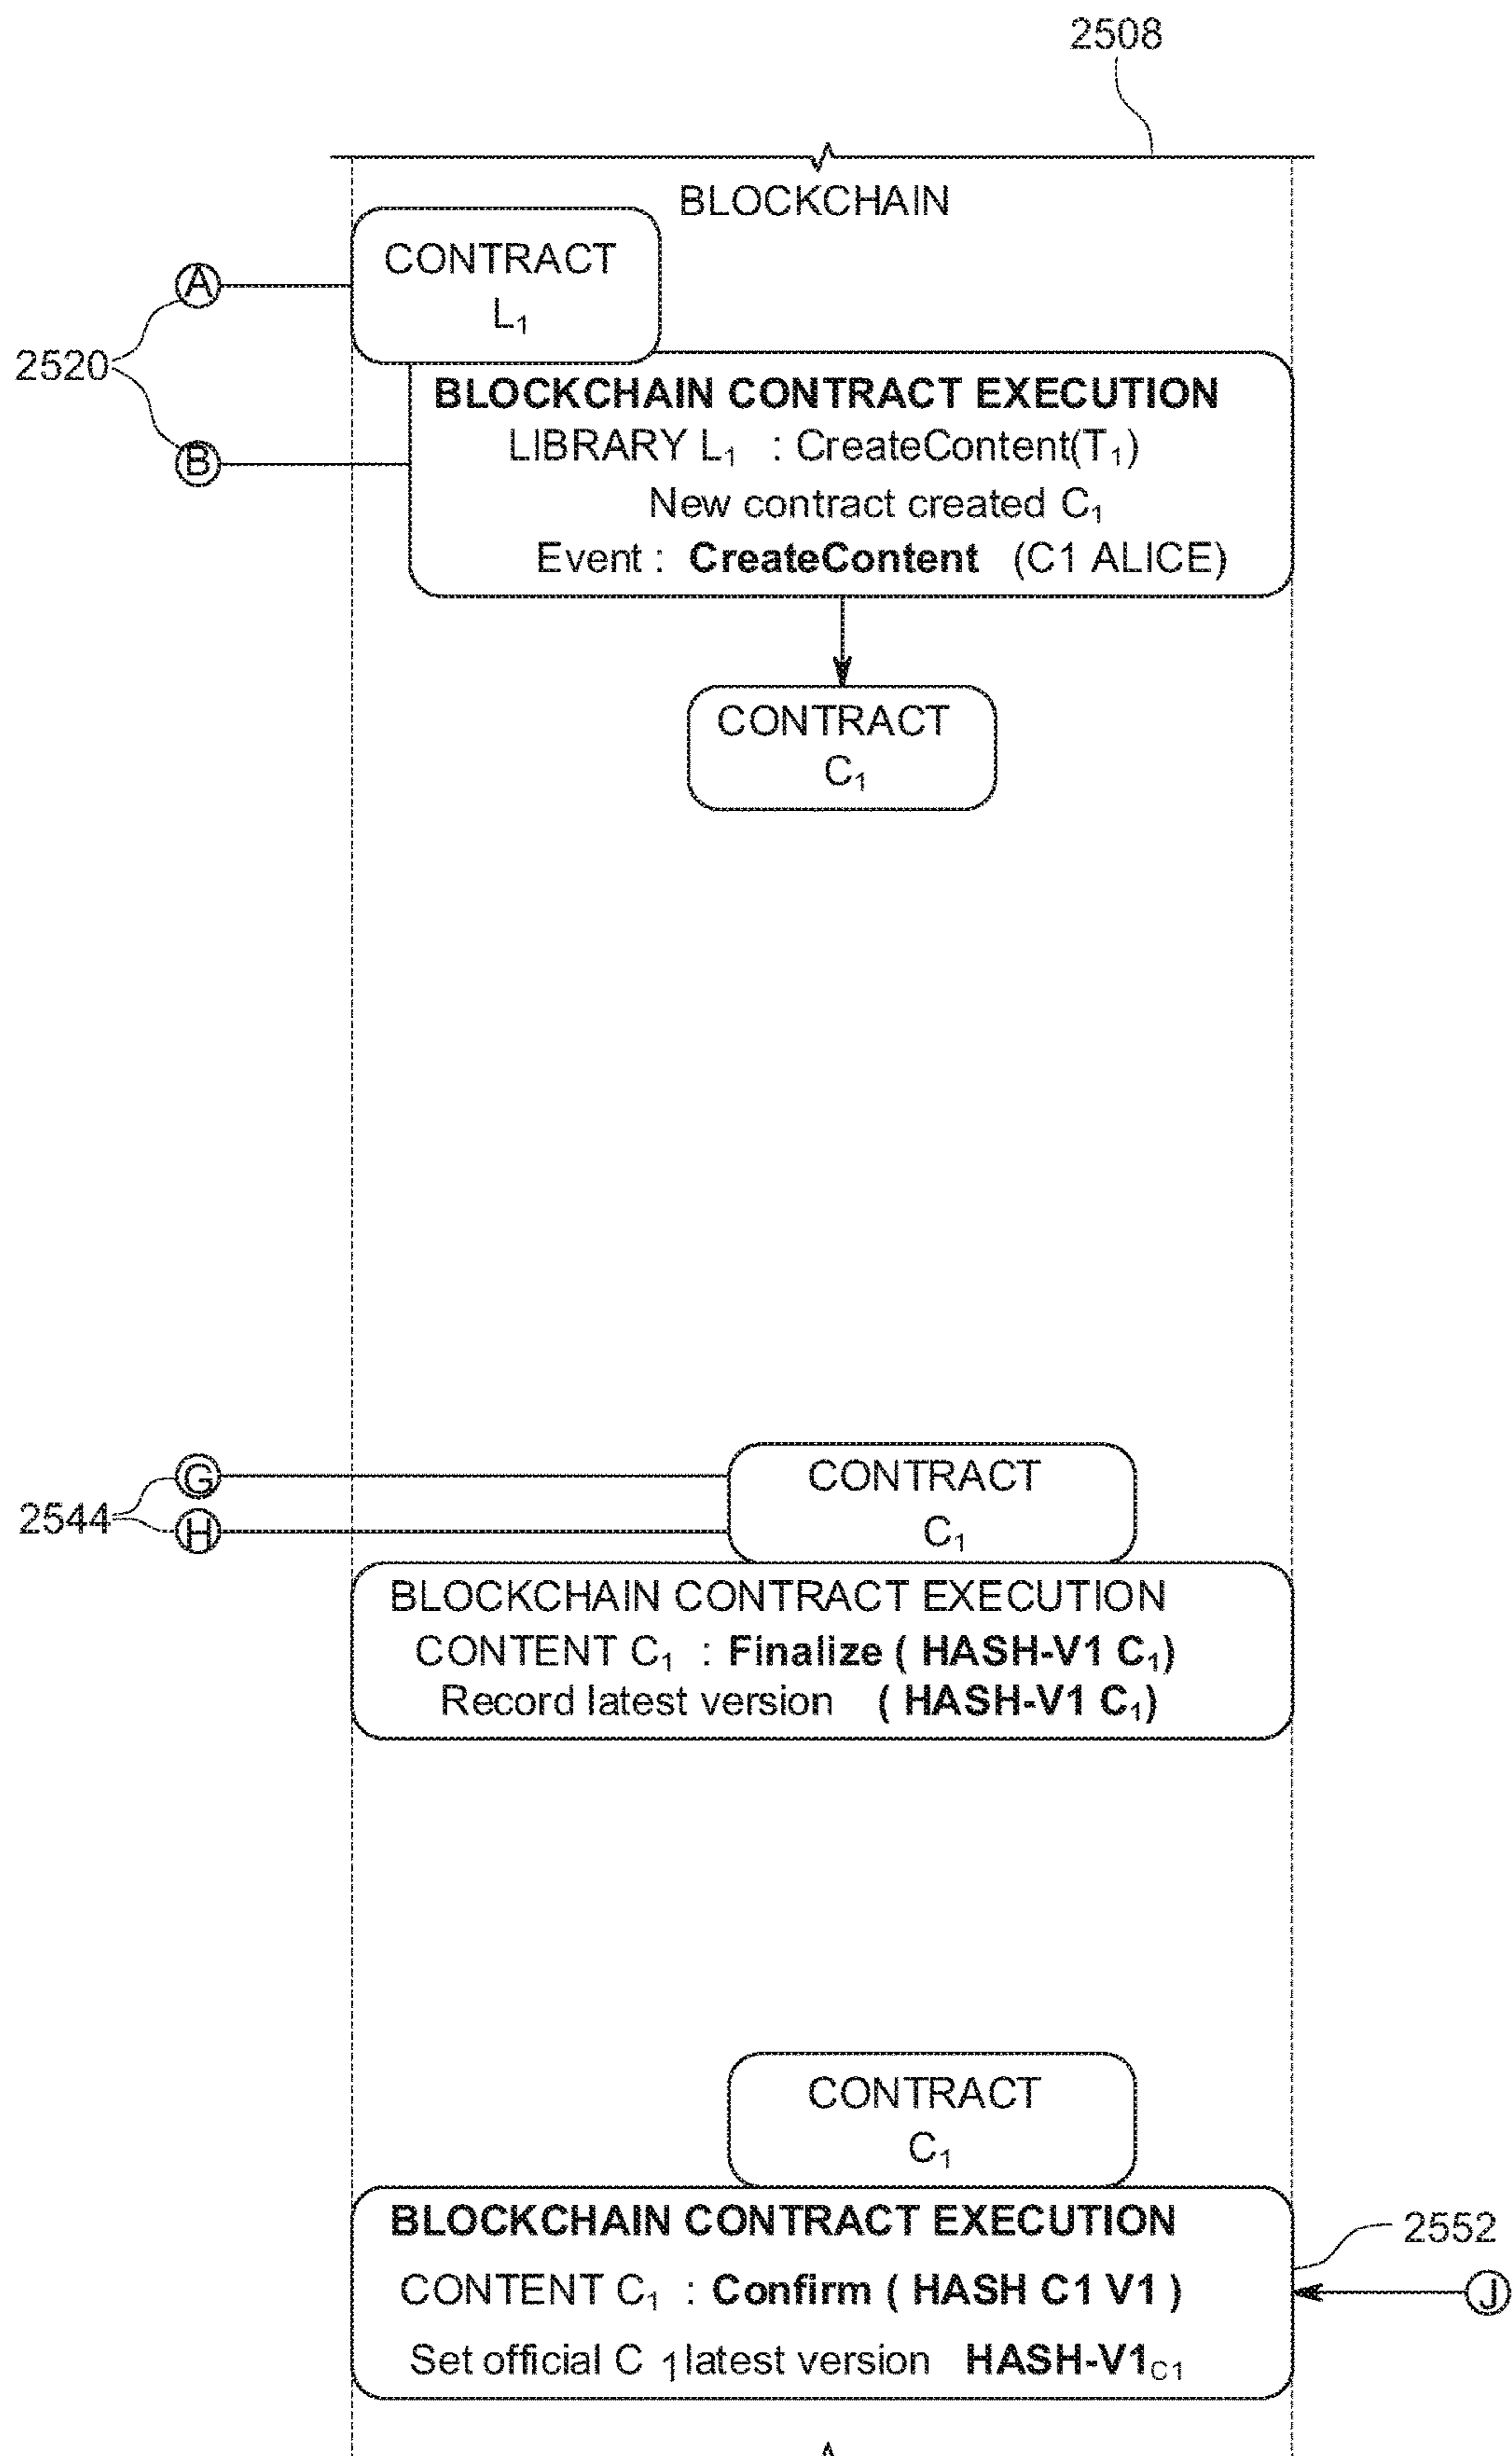 2508
BLOCKCHAIN
CONTRACT
L₁
A
2520
B
BLOCKCHAIN CONTRACT EXECUTION
LIBRARY L₁ : CreateContent(T₁)
New contract created C₁
Event : CreateContent (C1 ALICE)
CONTRACT
C₁
G
2544
H
CONTRACT
C₁
BLOCKCHAIN CONTRACT EXECUTION
CONTENT C₁ : Finalize ( HASH-V1 C₁)
Record latest version ( HASH-V1 C₁)
CONTRACT
C₁
BLOCKCHAIN CONTRACT EXECUTION
2552
CONTENT C₁ : Confirm ( HASH C1 V1 )
J
Set official C 1 latest version HASH-V1C1